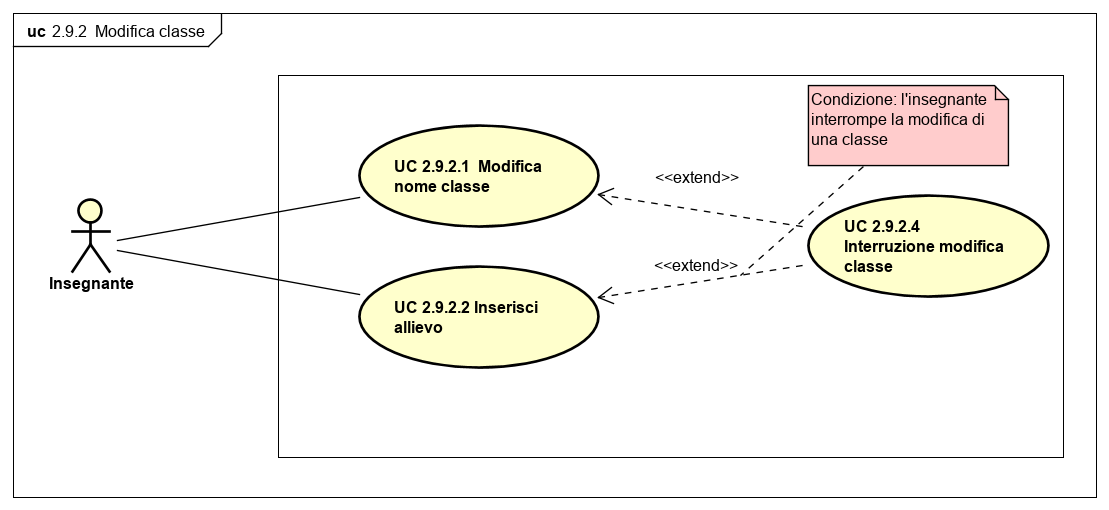 uc 2.9.2 Modifica classe
Condizione: l'insegnante
interrompe la modifica di
una classe
UC 2.9.2.1 Modifica
nome classe
<<extend>>
UC 2.9.2.4
Interruzione modifica
classe
Insegnante
<<extend>>
UC 2.9.2.2 Inserisci
allievo